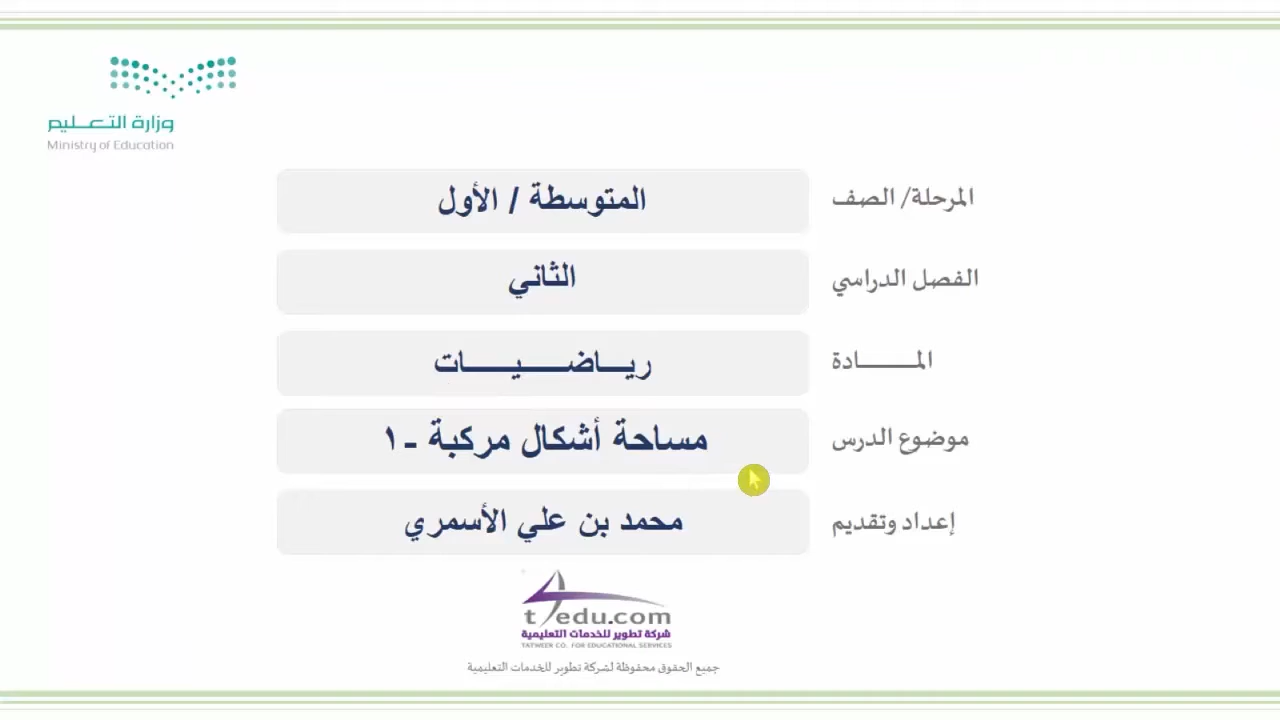 وزارة التعليم
Ministry of Education
المرحلة/ الصف
المتوسطة / الأول
الفصل الدراسي
الثاني
المـــــــادة
ريـــاضـــــيـــــــات
موضوع الدرس
مساحة أشكال مركبة - ١
إعداد وتقديم
محمد بن علي الأسمري
t4edu.com
شركة تطوير للخدمات التعليمية
TATWEER CO. FOR EDUCATIONAL SERVICES
جميع الحقوق محفوظة لشركة تطوير للخدمات التعليمية